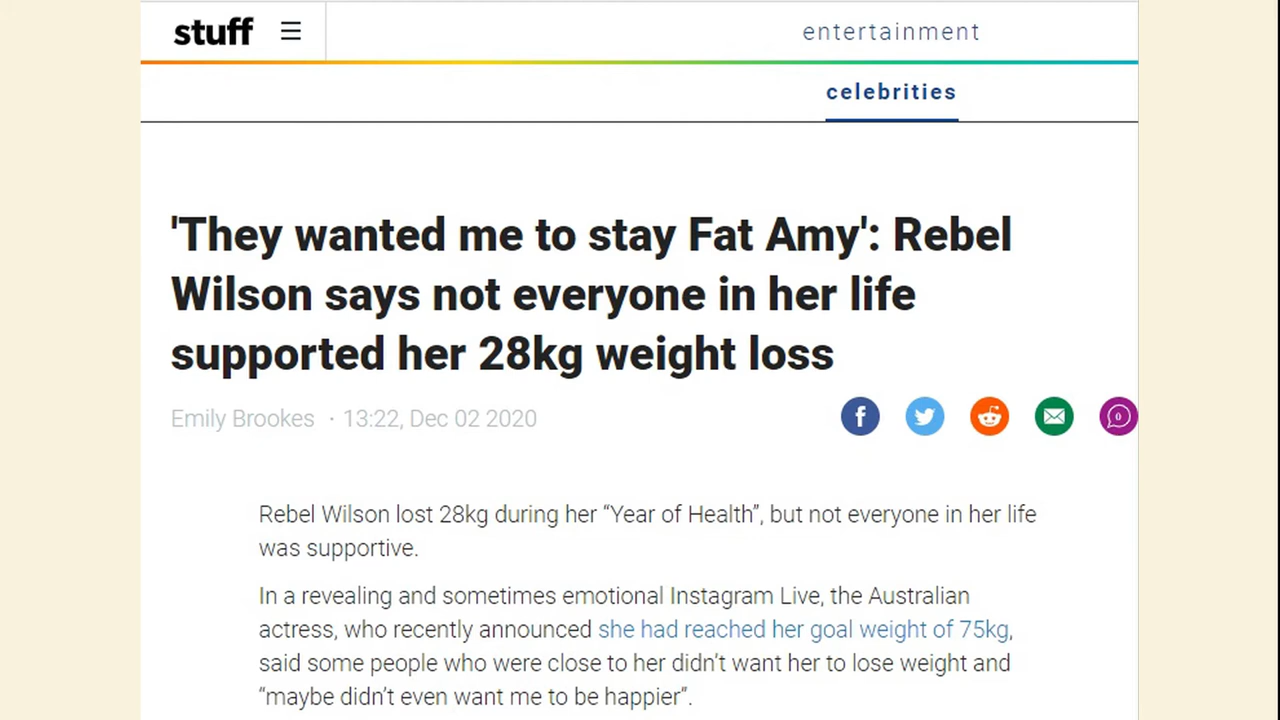 stuff
entertainment
celebrities
'They wanted me to stay Fat Amy': Rebel
Wilson says not everyone in her life
supported her 28kg weight loss
Emily Brookes · 13:22, Dec 02 2020
0
Rebel Wilson lost 28kg during her “Year of Health”, but not everyone in her life
was supportive.
In a revealing and sometimes emotional Instagram Live, the Australian
actress, who recently announced she had reached her goal weight of 75kg,
said some people who were close to her didn’t want her to lose weight and
“maybe didn’t even want me to be happier“.